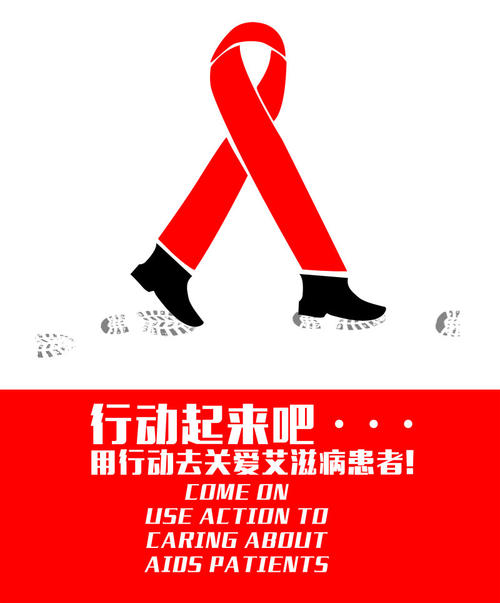 行动起来吧···
用行动去关爱艾滋病患者!
COME ON
USE ACTION TO
CARING ABOUT
AIDS PATIENTS